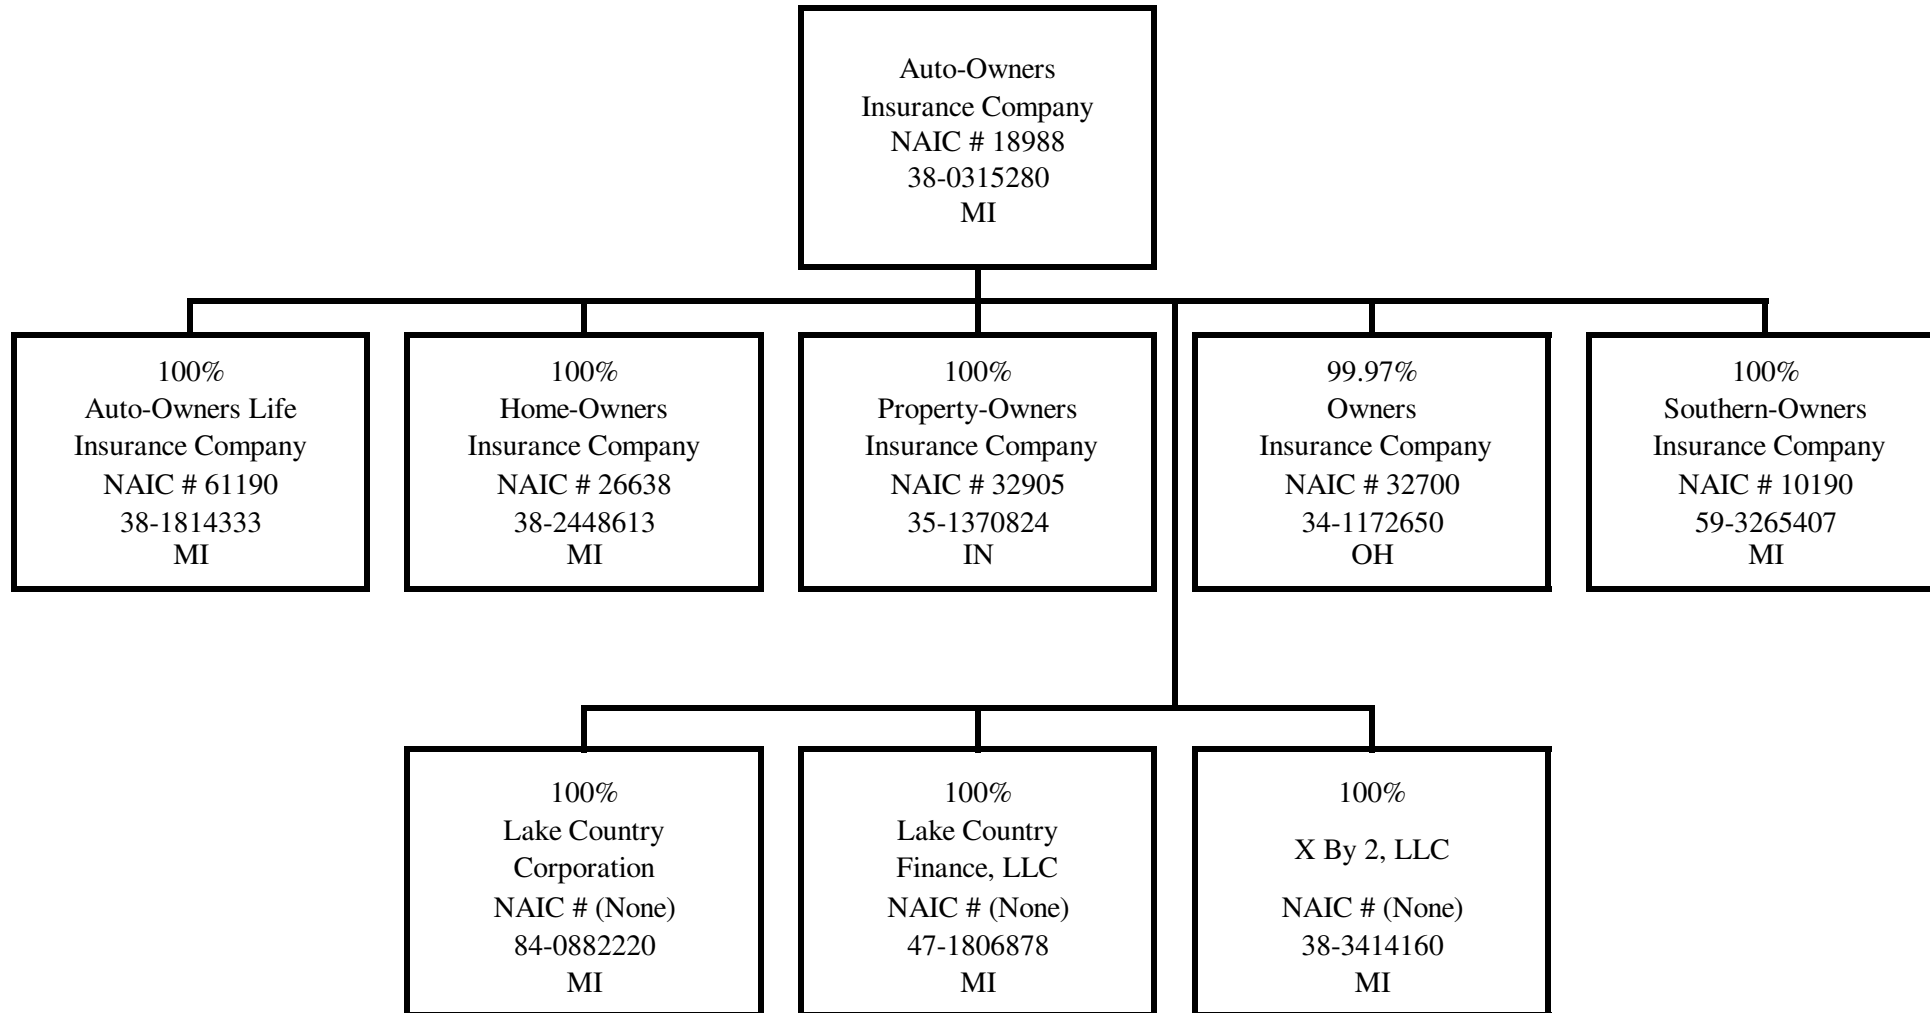 Auto-Owners
Insurance Company
NAIC # 18988
38-0315280
MI
100%
Auto-Owners Life
Insurance Company
NAIC # 61190
38-1814333
MI
100%
Home-Owners
Insurance Company
NAIC # 26638
38-2448613
MI
100%
Property-Owners
Insurance Company
NAIC # 32905
35-1370824
IN
99.97%
Owners
Insurance Company
NAIC # 32700
34-1172650
OH
100%
Southern-Owners
Insurance Company
NAIC # 10190
59-3265407
MI
100%
Lake Country
Corporation
NAIC # (None)
84-0882220
MI
100%
Lake Country
Finance, LLC
NAIC # (None)
47-1806878
MI
100%
X By 2, LLC
NAIC # (None)
38-3414160
MI